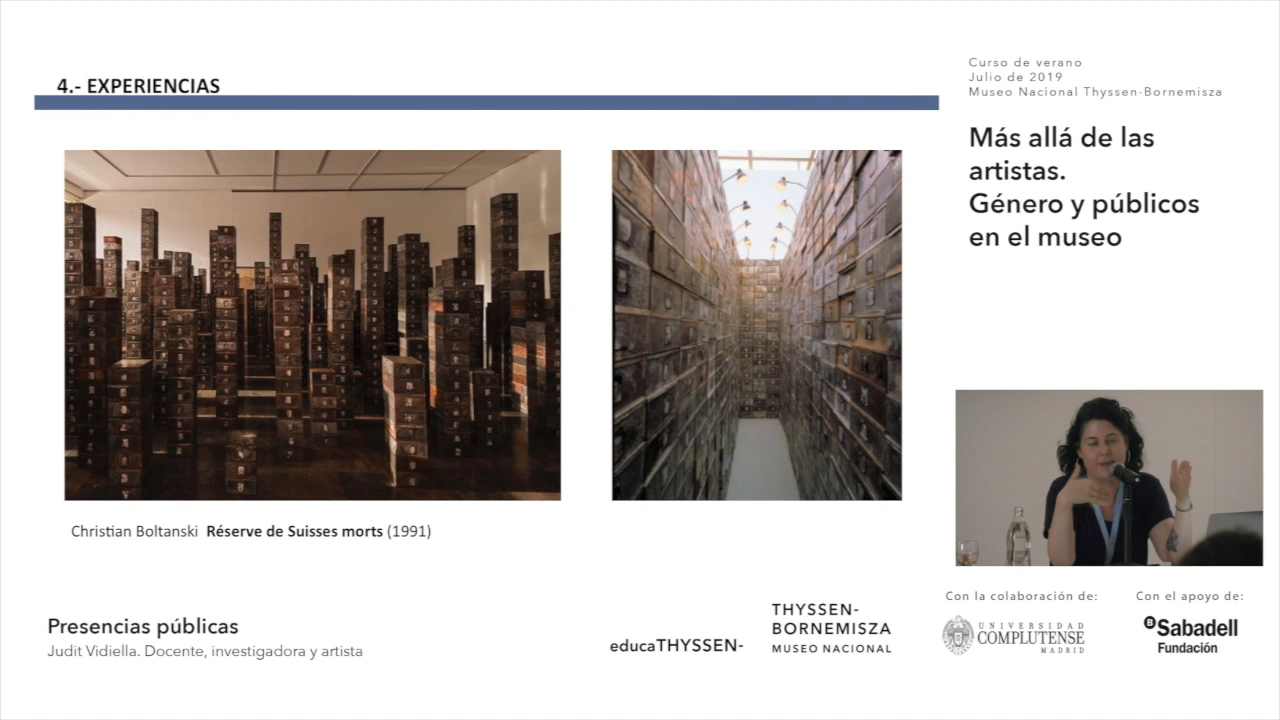 4.- EXPERIENCIAS
Christian Boltanski Réserve de Suisses morts (1991)
Presencias públicas
Judit Vidiella. Docente, investigadora y artista
educaTHYSSEN-
THYSSEN-
BORNEMISZA
MUSEO NACIONAL
Curso de verano
Julio de 2019
Museo Nacional Thyssen-Bornemisza
Más allá de las
artistas.
Género y públicos
en el museo
Con la colaboración de:
UNIVERSIDAD
COMPLUTENSE
MADRID
Con el apoyo de:
B Sabadell
Fundación